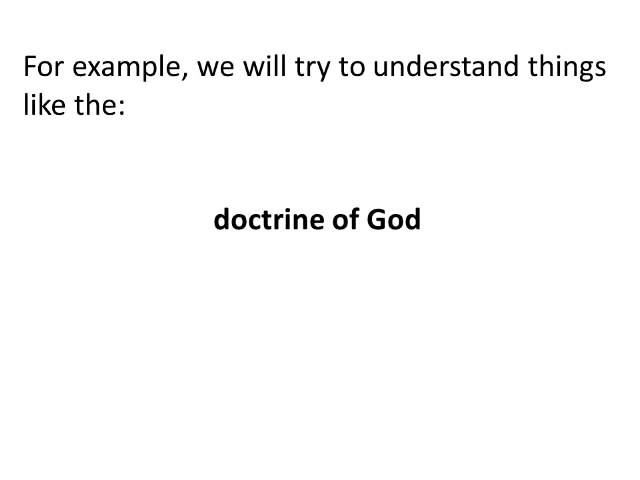 For example, we will try to understand things
like the:
doctrine of God